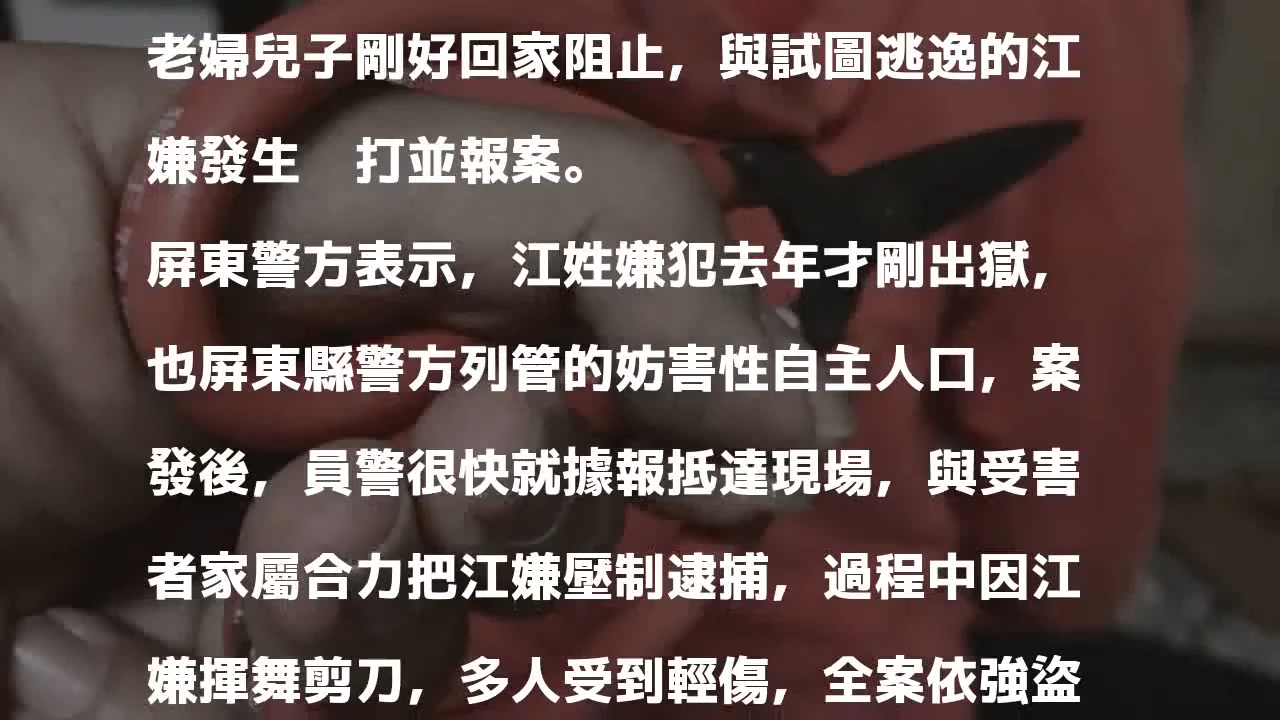 老婦兒子剛好回家阻止，與試圖逃逸的江
嫌發生　打並報案。
屏東警方表示，江姓嫌犯去年才剛出獄，
也屏東縣警方列管的妨害性自主人口，案
發後，員警很快就據報抵達現場，與受害
者家屬合力把江嫌壓制逮捕，過程中因江
嫌揮舞剪刀，多人受到輕傷，全案依強盜